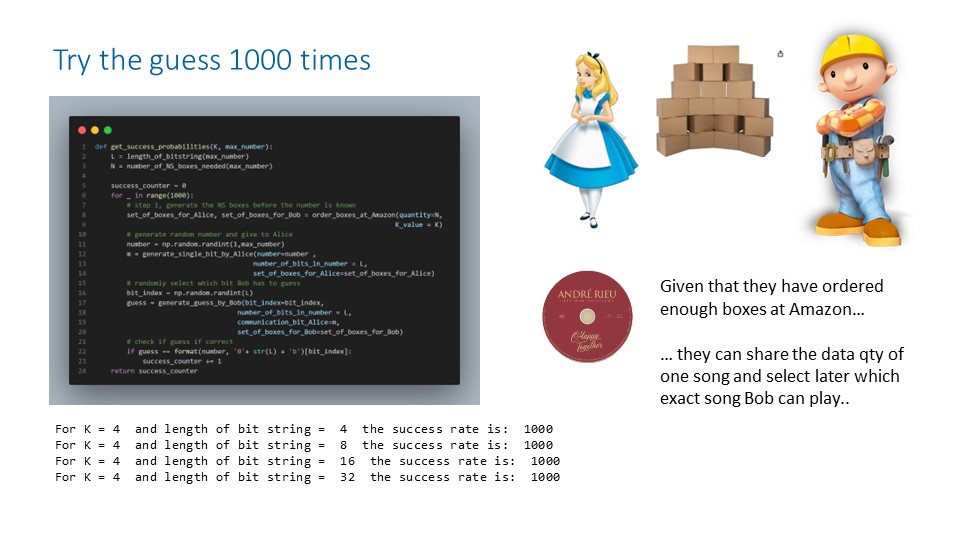 Try the guess 1000 times
1 def get_success_probabilities(K, max_number):
2 L = length_of_bitstring(max_number)
3 N = number_of_NS_boxes_needed(max_number)
4
5 success_counter = 0
6 for _ in range(1000):
7 # step 1, generate the NS boxes before the number is known
8 set_of_boxes_for_Alice, set_of_boxes_for_Bob = order_boxes_at_Amazon(quantity=N,
9 K_value = K)
10 # generate random number and give to Alice
11 number = np.random.randint(1,max_number)
12 m = generate_single_bit_by_Alice(number=number ,
13 number_of_bits_in_number = L,
14 set_of_boxes_for_Alice=set_of_boxes_for_Alice)
15 # randomly select which bit Bob has to guess
16 bit_index = np.random.randint(L)
17 guess = generate_guess_by_Bob(bit_index=bit_index,
18 number_of_bits_in_number = L,
19 communication_bit_Alice=m,
20 set_of_boxes_for_Bob=set_of_boxes_for_Bob)
21 # check if guess if correct
22 if guess == format(number, '0'+ str(L) + 'b')[bit_index]:
23 success_counter += 1
24 return success_counter
ANDRÉ RIEU
Happy
Together
Given that they have ordered
enough boxes at Amazon…
… they can share the data qty of
one song and select later which
exact song Bob can play..
For K = 4 and length of bit string = 4 the success rate is: 1000
For K = 4 and length of bit string = 8 the success rate is: 1000
For K = 4 and length of bit string = 16 the success rate is: 1000
For K = 4 and length of bit string = 32 the success rate is: 1000